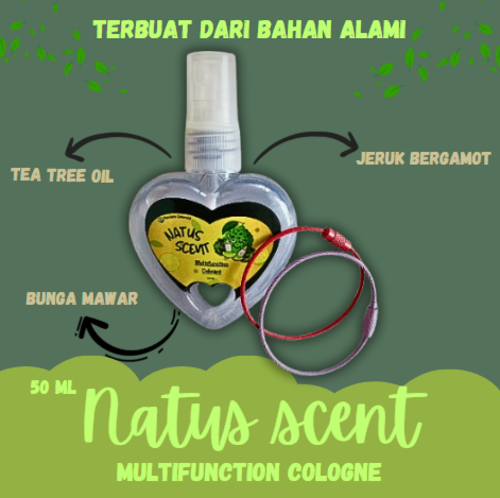 TERBUAT DARI BAHAN ALAMI
TEA TREE OIL
JERUK BERGAMOT
NATUS
SCENT
Multifunction
BUNGA MAWAR
50 ML
Natus scent
MULTIFUNCTION COLOGNE